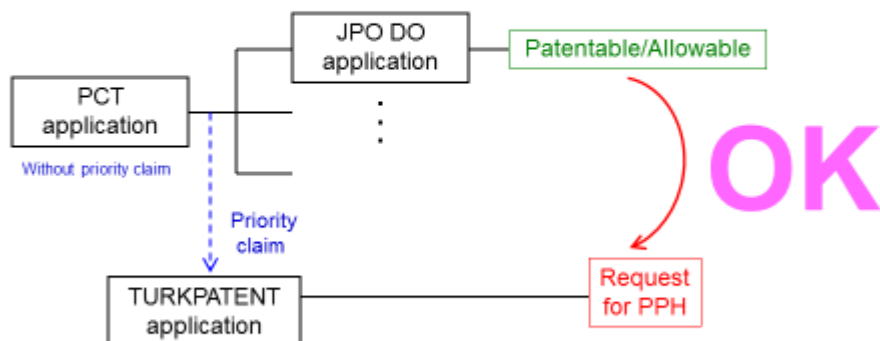 JPO DO
application
Patentable/Allowable
PCT
application
Without priority claim
OK
Priority
claim
TURKPATENT
application
Request
for PPH